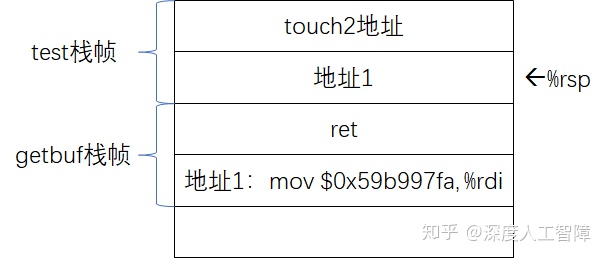 touch2地址
test栈帧
地址1
←%rsp
ret
getbuf栈帧
地址1：mov $0x59b997fa,%rdi
知乎 @深度人工智障